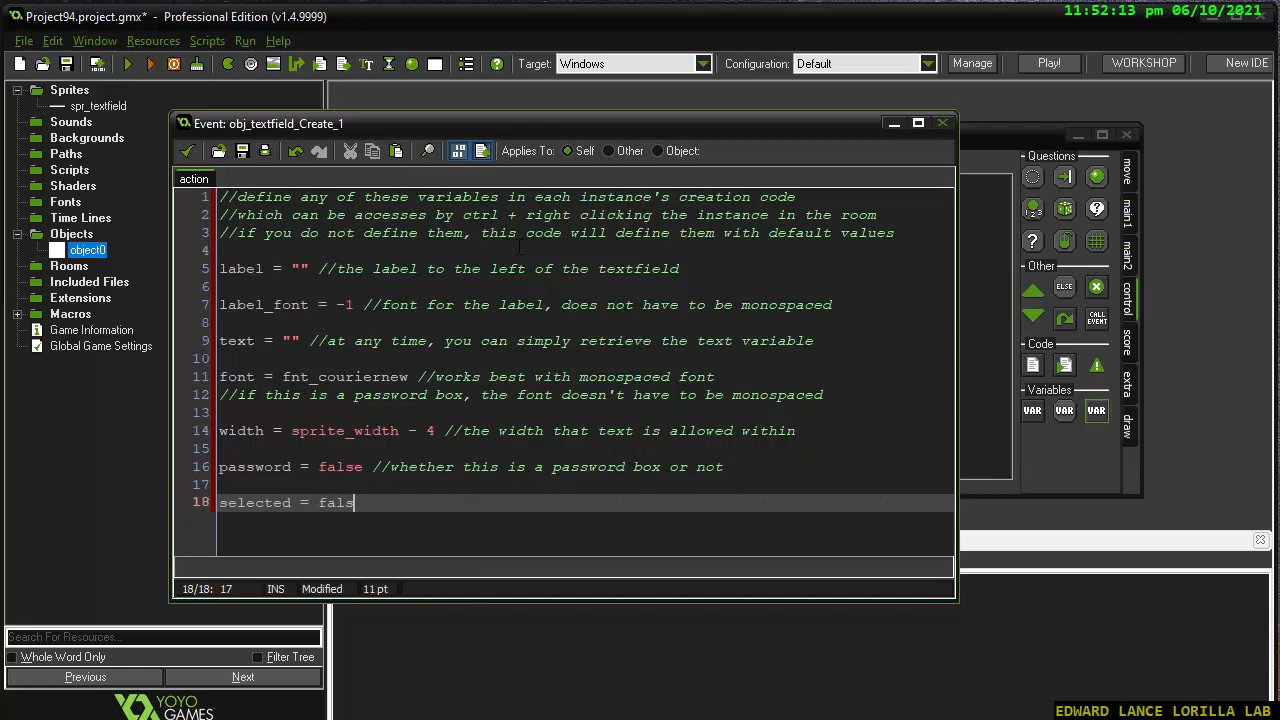 Project94.project.gmx* - Professional Edition (v1.4.9999)
11:52:13 pm 06/10/2021
File Edit Window Resources Scripts Run Help
Target: Windows Configuration: Default Manage Play! WORKSHOP New IDE
Sprites
spr_textfield
Sounds
Backgrounds
Paths
Scripts
Shaders
Fonts
Time Lines
Objects
object0
Rooms
Included Files
Extensions
Macros
Game Information
Global Game Settings
Search For Resources...
Whole Word Only Filter Tree
Previous Next
YOYO
GAMES
Event: obj_textfield_Create_1
Applies To: Self Other Object:
action
1 //define any of these variables in each instance's creation code
2 //which can be accesses by ctrl + right clicking the instance in the room
3 //if you do not define them, this code will define them with default values
4
5 label = "" //the label to the left of the textfield
6
7 label_font = -1 //font for the label, does not have to be monospaced
8
9 text = "" //at any time, you can simply retrieve the text variable
10
11 font = fnt_couriernew //works best with monospaced font
12 //if this is a password box, the font doesn't have to be monospaced
13
14 width = sprite_width - 4 //the width that text is allowed within
15
16 password = false //whether this is a password box or not
17
18 selected = fals
18/18: 17 INS Modified 11 pt
Questions
Other
ELSE
CALL EVENT
Code
Variables
VAR VAR VAR
move
main1
main2
control
score
extra
draw
EDWARD LANCE LORILLA LAB